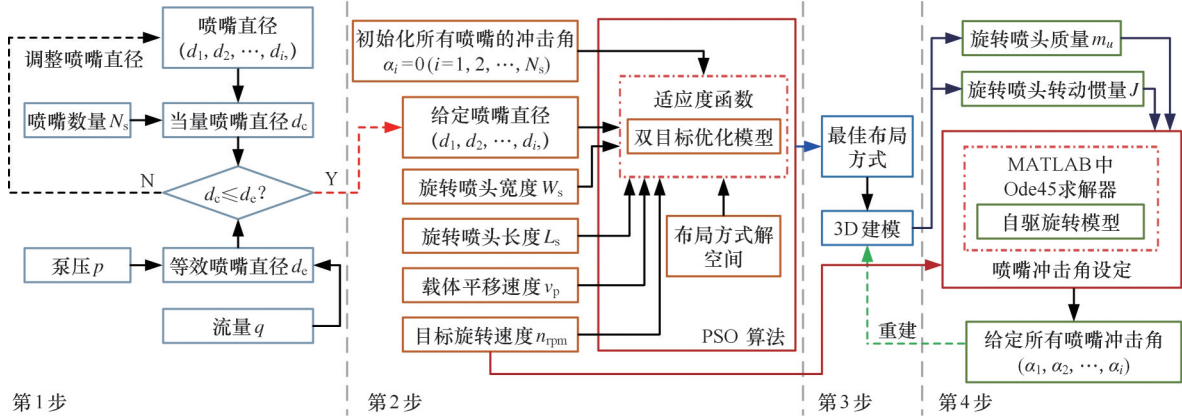 喷嘴直径
(d₁, d₂, …, dᵢ,)
调整喷嘴直径
喷嘴数量Nₛ
当量喷嘴直径d_c
N
d_c≤d_e?
Y
泵压p
等效喷嘴直径d_e
流量q
第1步
初始化所有喷嘴的冲击角
αᵢ=0(i=1, 2, …, Nₛ)
给定喷嘴直径
(d₁, d₂, …, dᵢ,)
旋转喷头宽度Wₛ
旋转喷头长度Lₛ
载体平移速度vₚ
目标旋转速度n_rpm
适应度函数
双目标优化模型
布局方式解
空间
PSO 算法
第2步
最佳布局
方式
3D建模
重建
第3步
旋转喷头质量mᵤ
旋转喷头转动惯量J
MATLAB中
Ode45求解器
自驱旋转模型
喷嘴冲击角设定
给定所有喷嘴冲击角
(α₁, α₂, …, αᵢ)
第4步